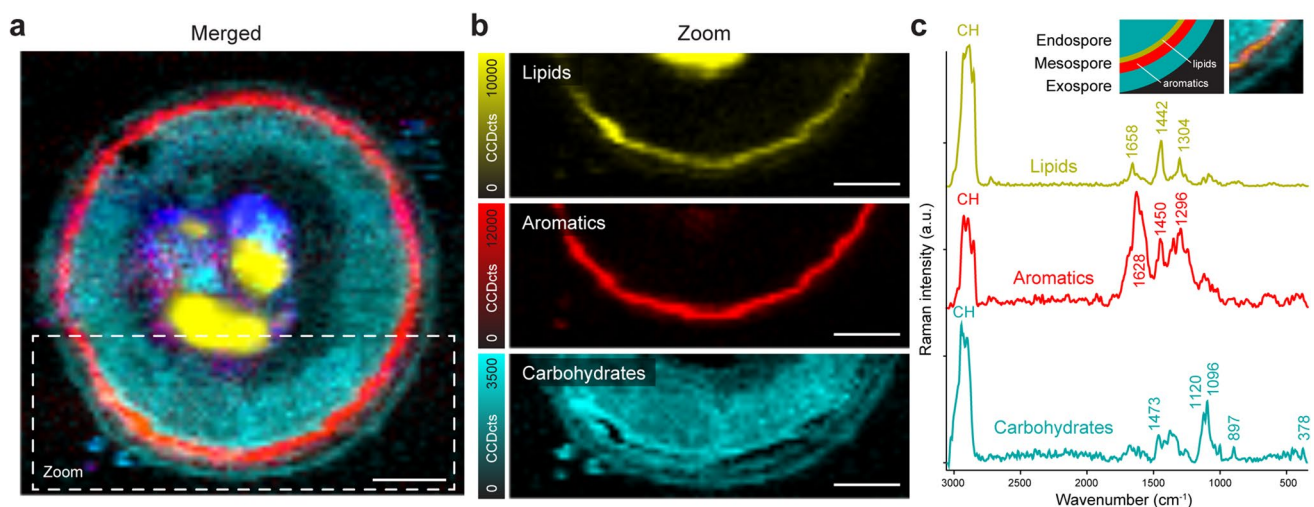 a
Merged
Zoom
b
Zoom
10000
CCDcts
0
Lipids
12000
CCDcts
0
Aromatics
3500
CCDcts
0
Carbohydrates
c
Endospore
Mesospore
Exospore
lipids
aromatics
CH
1658
1442
1304
Lipids
CH
1628
1450
1296
Aromatics
CH
1473
1120
1096
897
378
Carbohydrates
Raman intensity (a.u.)
3000 2500 2000 1500 1000 500
Wavenumber (cm⁻¹)